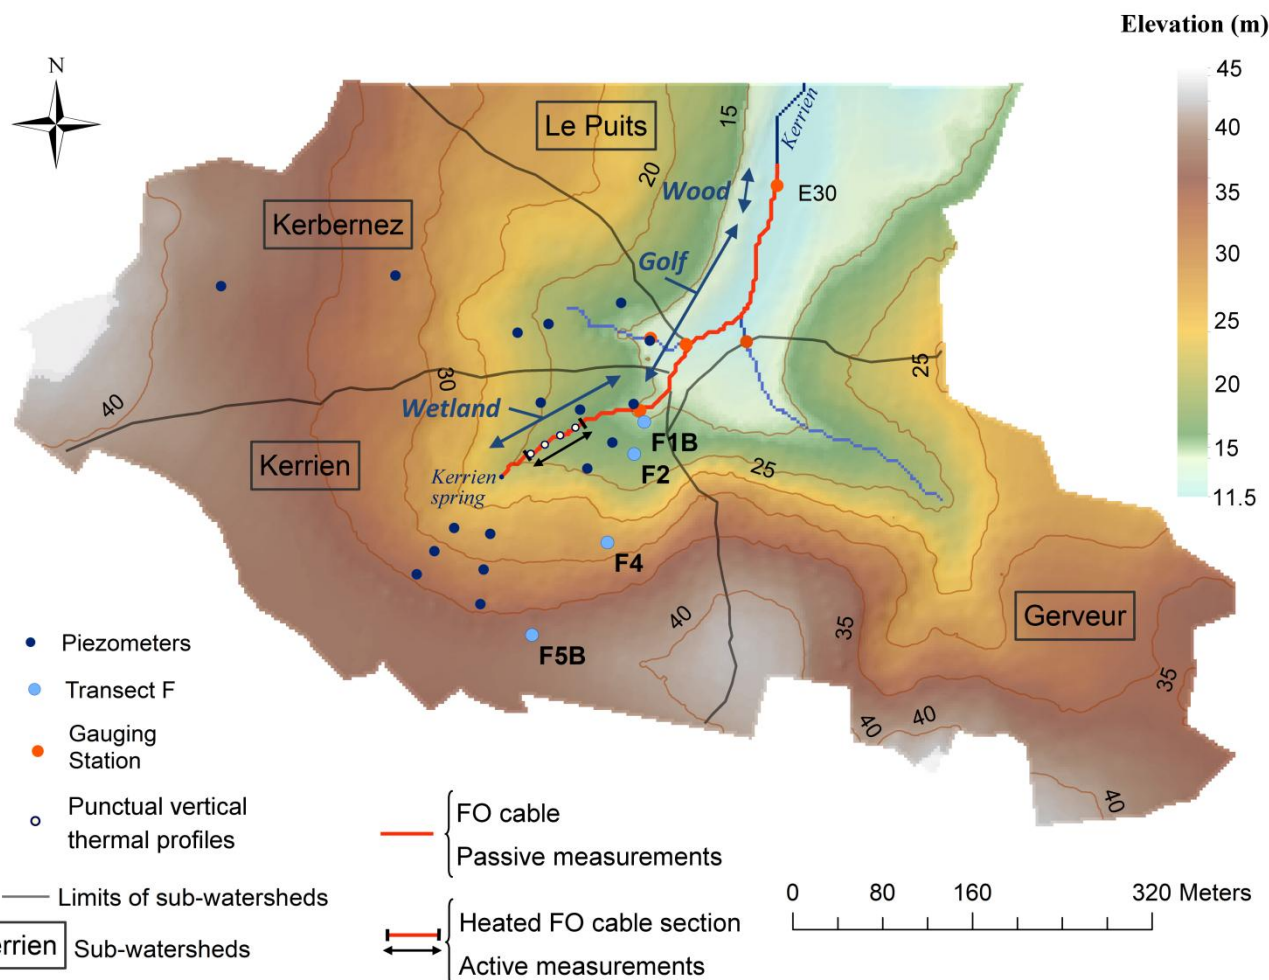 Elevation (m)
45
40
35
30
25
20
15
11.5
N
Le Puits
15
Kerrien
20
Wood
E30
Kerbernez
Golf
25
30
40
Wetland
F1B
Kerrien
F2
25
Kerrien
spring
F4
40
35
Gerveur
F5B
35
40
40
40
Piezometers
Transect F
Gauging
Station
Punctual vertical
thermal profiles
Limits of sub-watersheds
errien
Sub-watersheds
FO cable
Passive measurements
Heated FO cable section
Active measurements
0 80 160 320 Meters